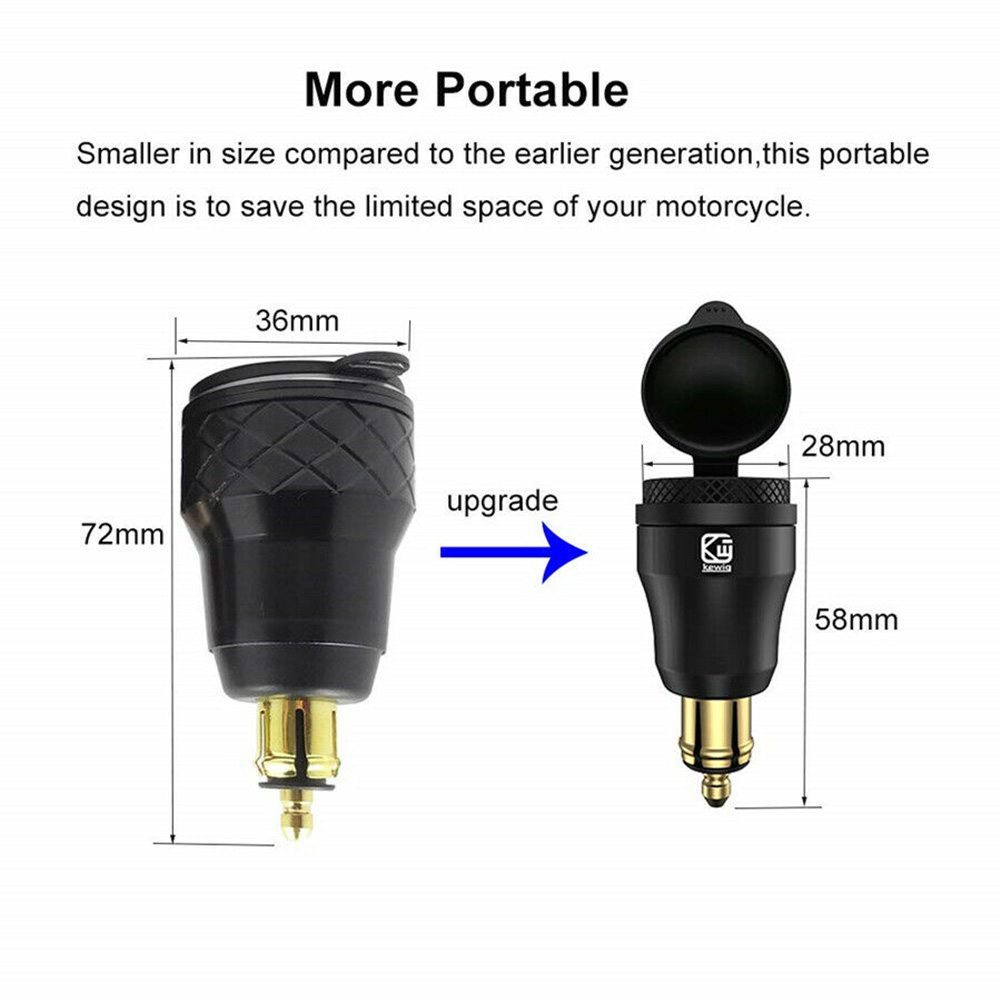 More Portable
Smaller in size compared to the earlier generation,this portable
design is to save the limited space of your motorcycle.
36mm
28mm
upgrade
72mm
KW
kewig
58mm